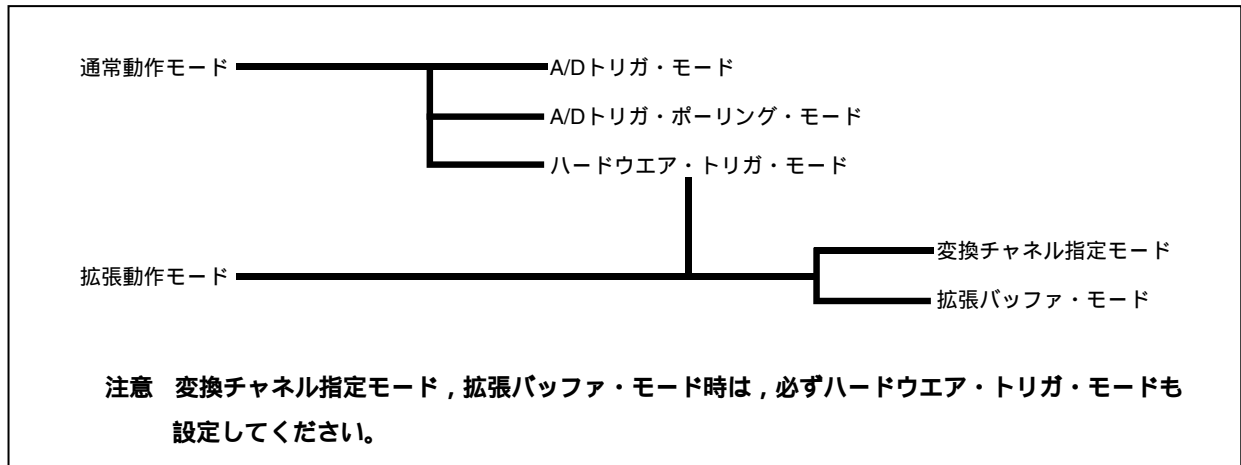 通常動作モード
A/Dトリガ・モード
A/Dトリガ・ポーリング・モード
ハードウエア・トリガ・モード
拡張動作モード
変換チャネル指定モード
拡張バッファ・モード
注意 変換チャネル指定モード，拡張バッファ・モード時は，必ずハードウエア・トリガ・モードも
設定してください。